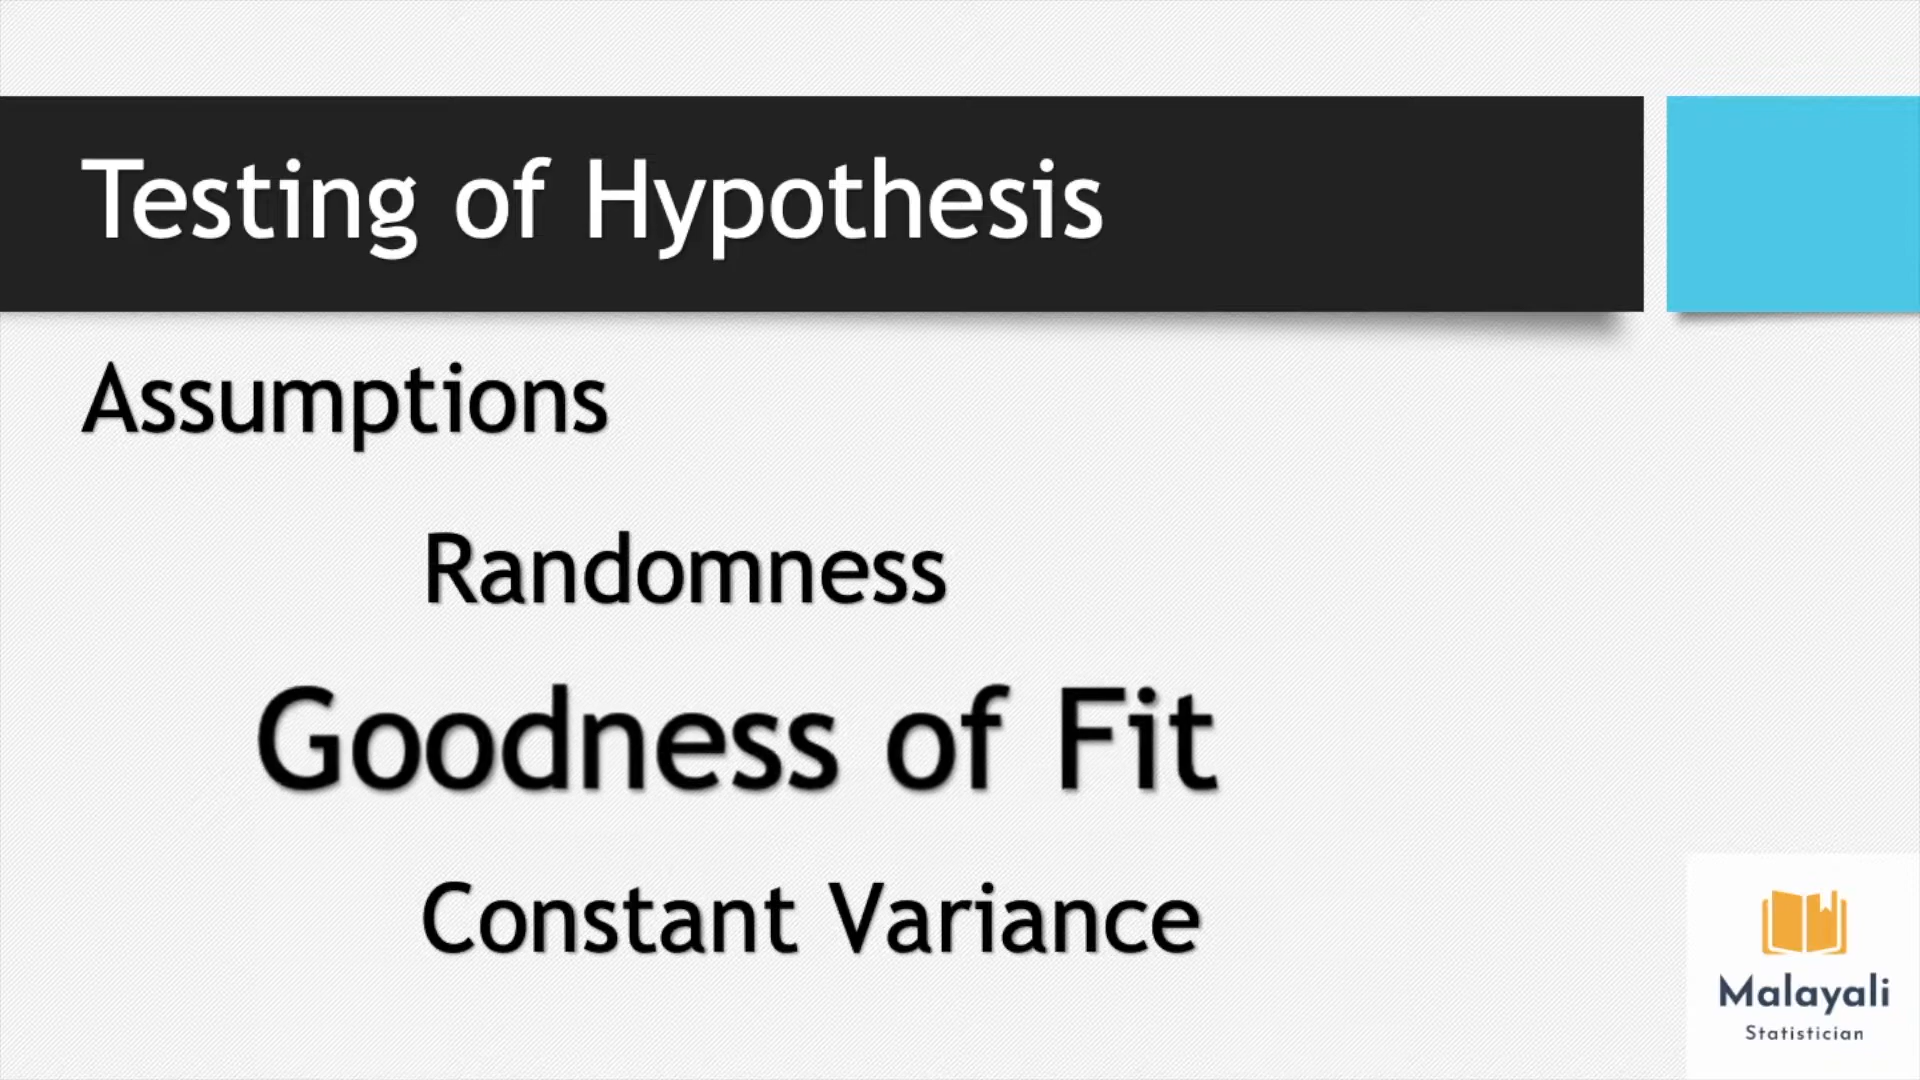 Testing of Hypothesis
Assumptions
Randomness
Goodness of Fit
Constant Variance
Malayali
Statistician